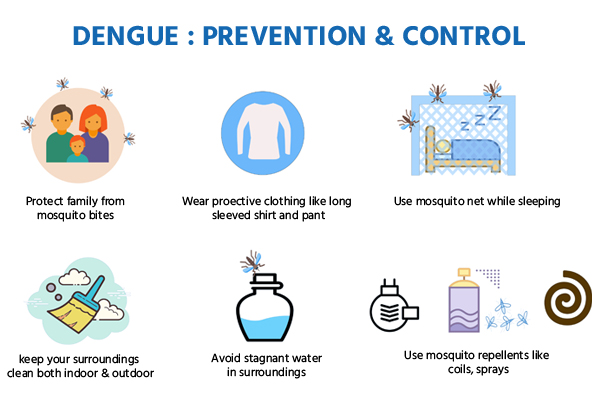 DENGUE : PREVENTION & CONTROL
Protect family from
mosquito bites
Wear proective clothing like long
sleeved shirt and pant
Use mosquito net while sleeping
z z Z Z
keep your surroundings
clean both indoor & outdoor
Avoid stagnant water
in surroundings
Use mosquito repellents like
coils, sprays